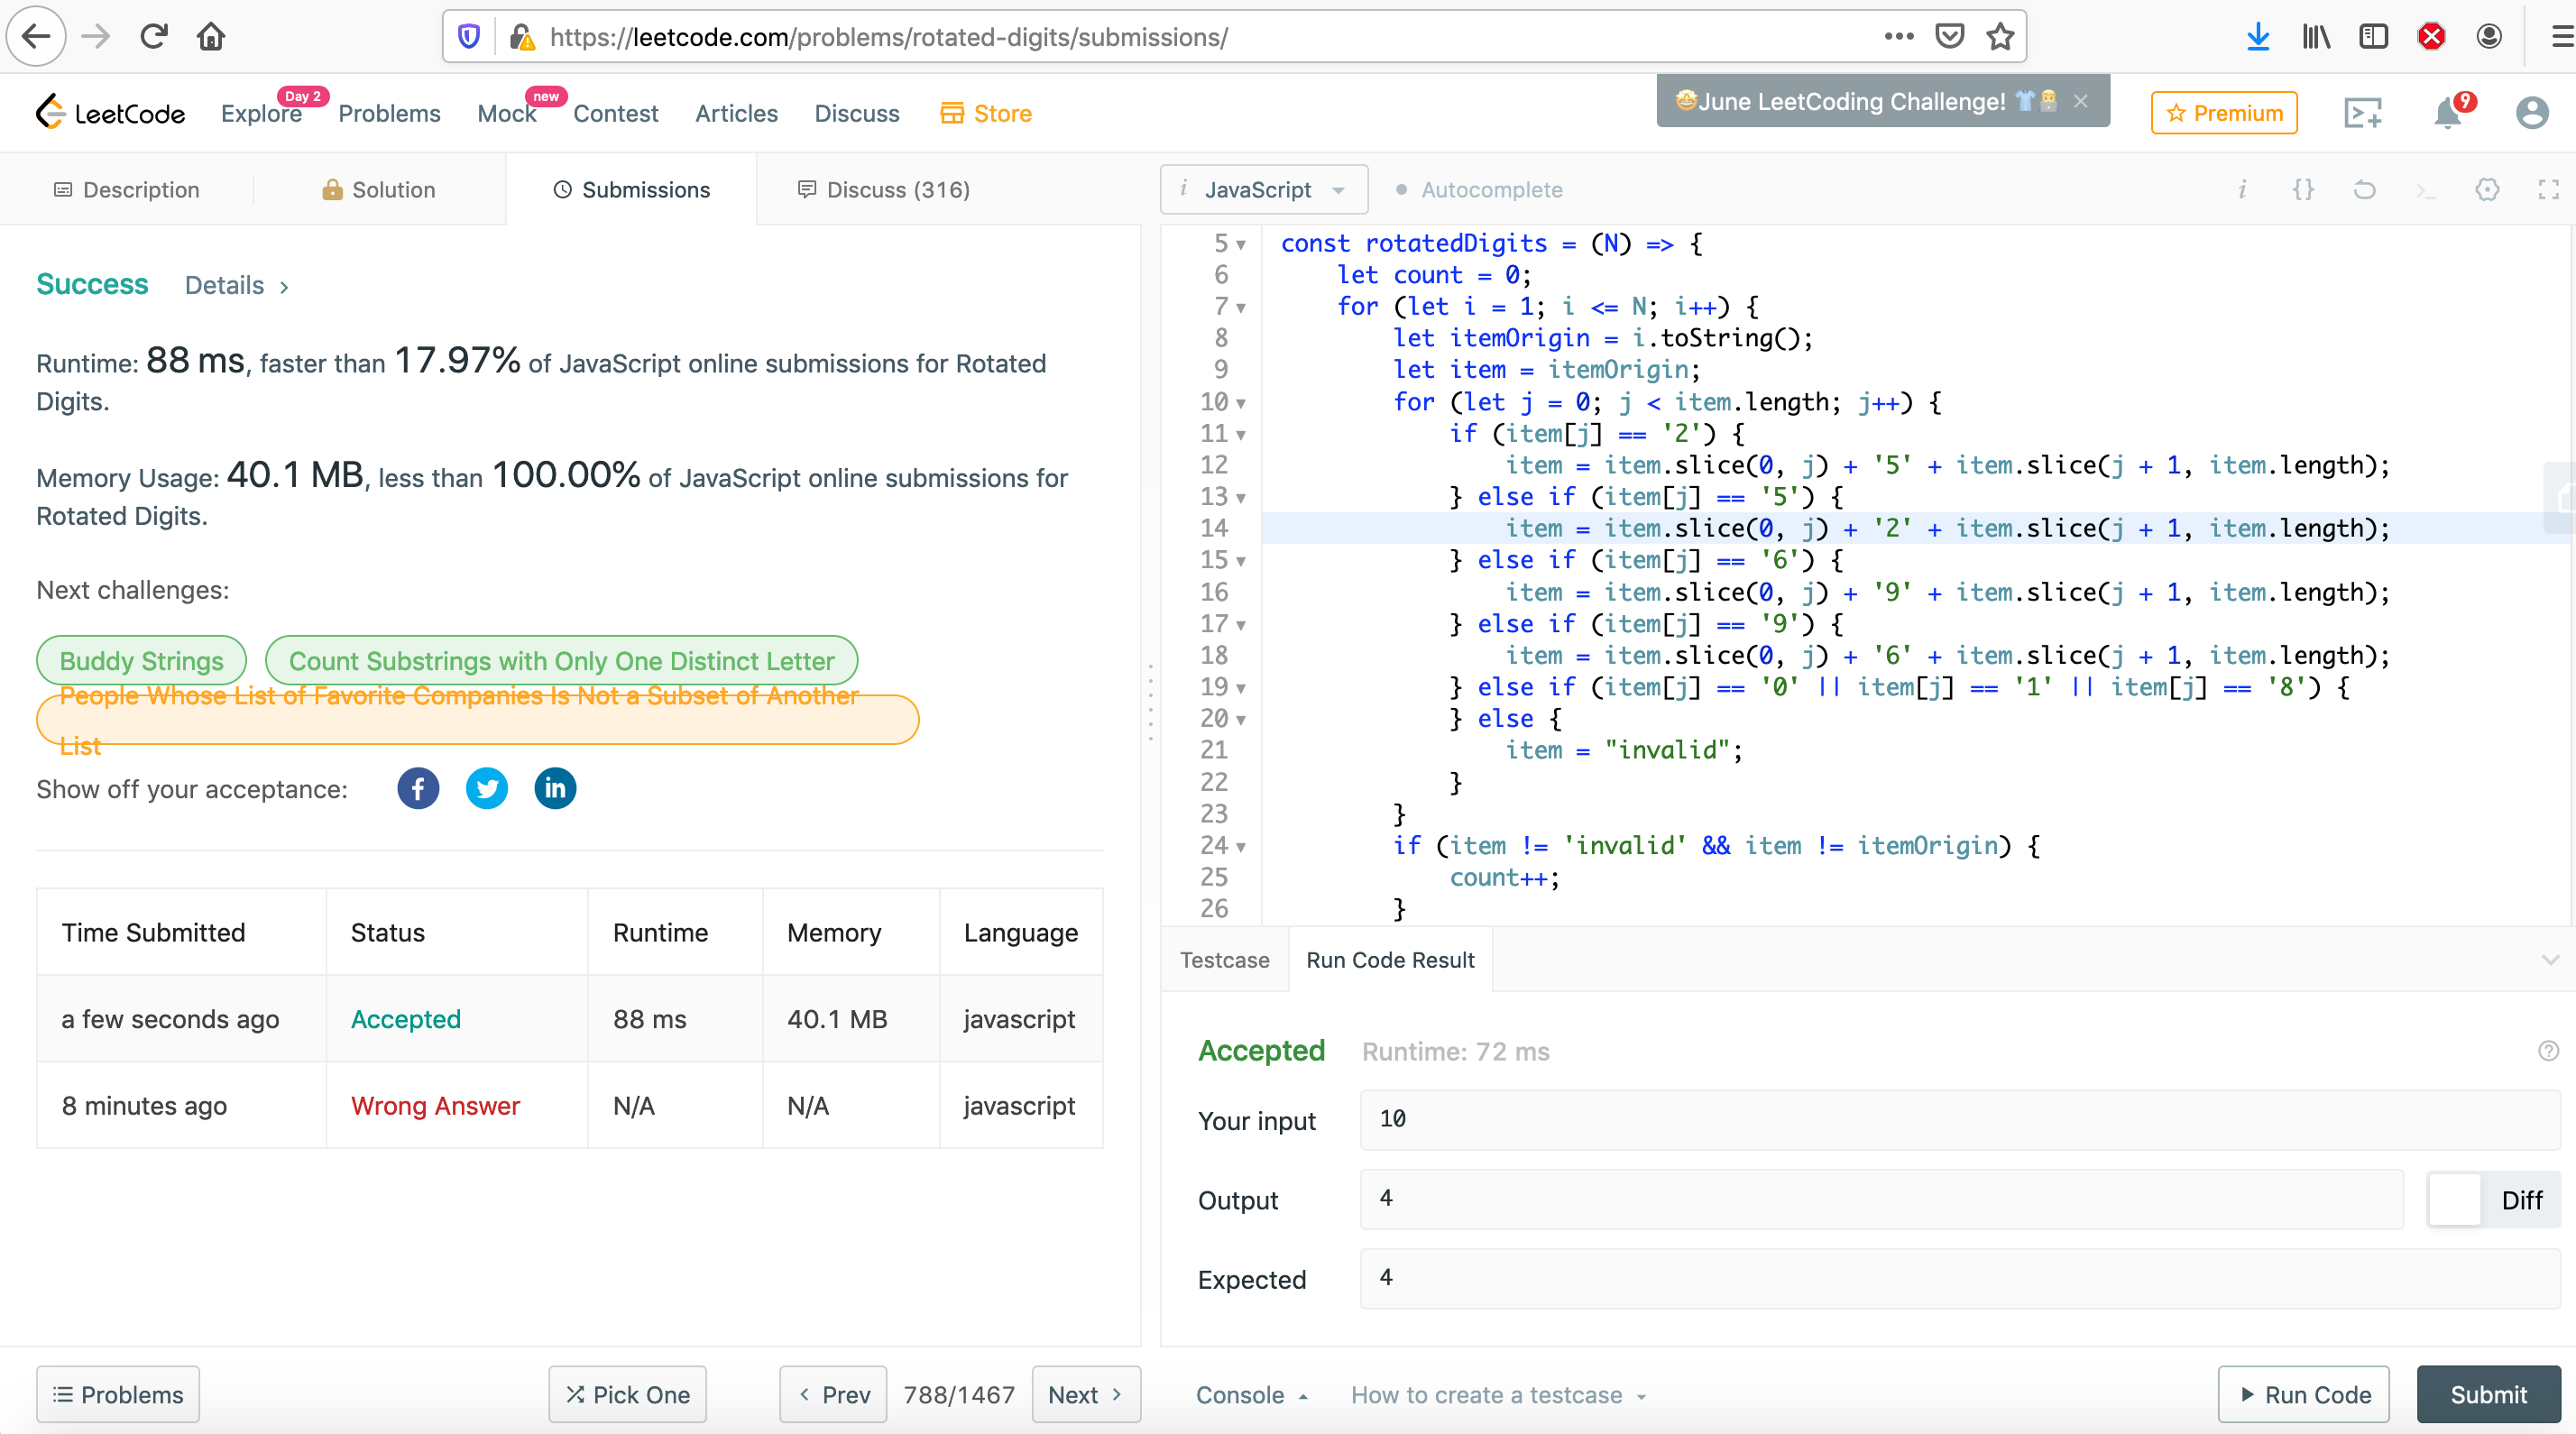 https://leetcode.com/problems/rotated-digits/submissions/
LeetCode
Explore
Day 2
Problems
Mock
new
Contest
Articles
Discuss
Store
🤩June LeetCoding Challenge! 👕
Premium
9
Description
Solution
Submissions
Discuss (316)
i JavaScript
Autocomplete
Success Details >
Runtime: 88 ms, faster than 17.97% of JavaScript online submissions for Rotated
Digits.
Memory Usage: 40.1 MB, less than 100.00% of JavaScript online submissions for
Rotated Digits.
Next challenges:
Buddy Strings
Count Substrings with Only One Distinct Letter
People Whose List of Favorite Companies Is Not a Subset of Another
List
Show off your acceptance:
Time Submitted Status Runtime Memory Language
a few seconds ago Accepted 88 ms 40.1 MB javascript
8 minutes ago Wrong Answer N/A N/A javascript
5 const rotatedDigits = (N) => {
6 let count = 0;
7 for (let i = 1; i <= N; i++) {
8 let itemOrigin = i.toString();
9 let item = itemOrigin;
10 for (let j = 0; j < item.length; j++) {
11 if (item[j] == '2') {
12 item = item.slice(0, j) + '5' + item.slice(j + 1, item.length);
13 } else if (item[j] == '5') {
14 item = item.slice(0, j) + '2' + item.slice(j + 1, item.length);
15 } else if (item[j] == '6') {
16 item = item.slice(0, j) + '9' + item.slice(j + 1, item.length);
17 } else if (item[j] == '9') {
18 item = item.slice(0, j) + '6' + item.slice(j + 1, item.length);
19 } else if (item[j] == '0' || item[j] == '1' || item[j] == '8') {
20 } else {
21 item = "invalid";
22 }
23 }
24 if (item != 'invalid' && item != itemOrigin) {
25 count++;
26 }
Testcase
Run Code Result
Accepted Runtime: 72 ms
Your input 10
Output 4
Diff
Expected 4
Problems
Pick One
< Prev
788/1467
Next >
Console
How to create a testcase
Run Code
Submit